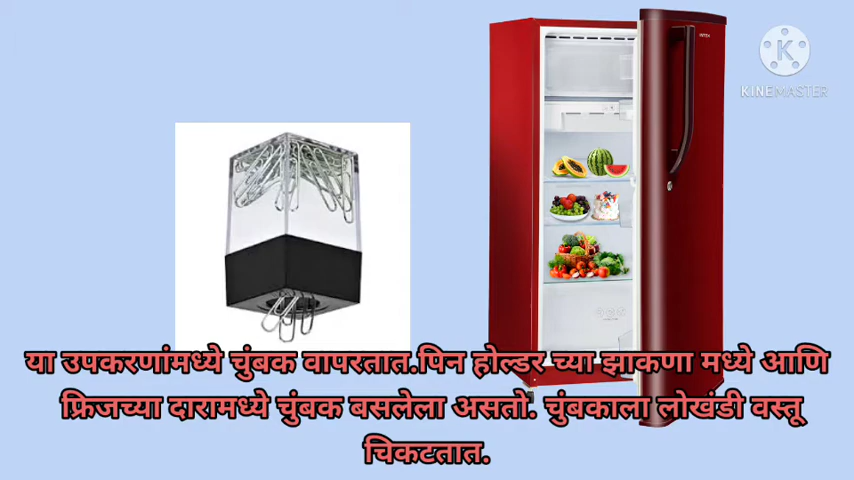 KINEMASTER
या उपकरणांमध्ये चुंबक वापरतात.पिन होल्डर च्या झाकणा मध्ये आणि
फ्रिजच्या दारामध्ये चुंबक बसलेला असतो. चुंबकाला लोखंडी वस्तू
चिकटतात.